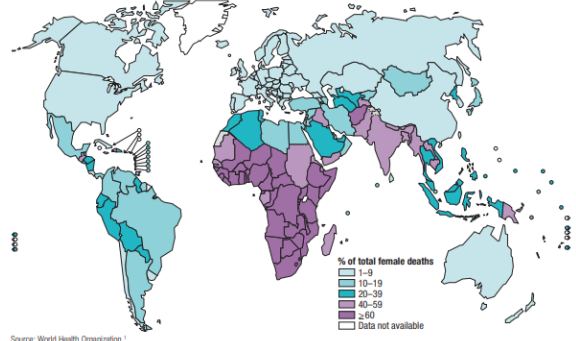 % of total female deaths
1–9
10–19
20–39
40–59
≥60
Data not available
Source: World Health Organization ¹